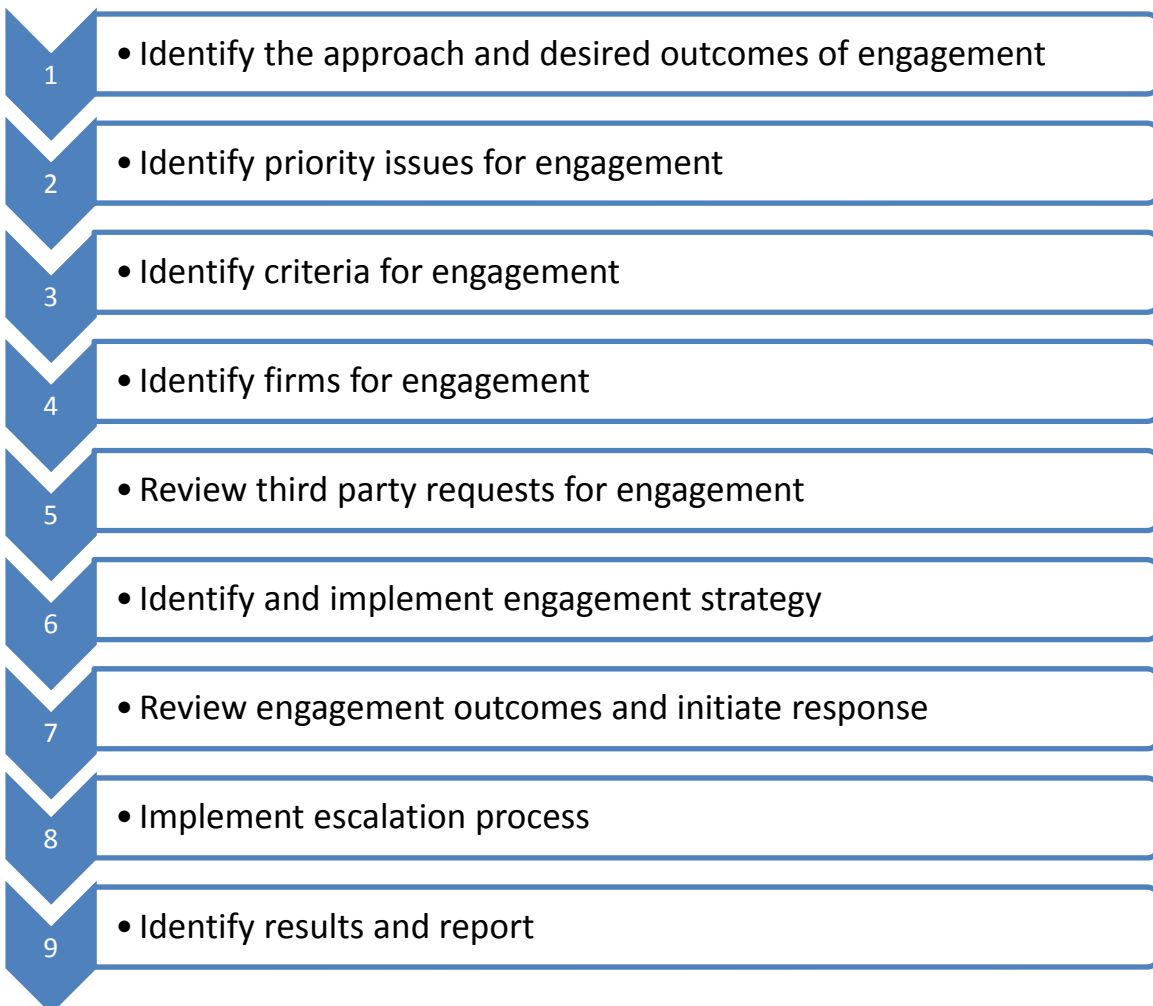 1
• Identify the approach and desired outcomes of engagement
2
• Identify priority issues for engagement
3
• Identify criteria for engagement
4
• Identify firms for engagement
5
• Review third party requests for engagement
6
• Identify and implement engagement strategy
7
• Review engagement outcomes and initiate response
8
• Implement escalation process
9
• Identify results and report